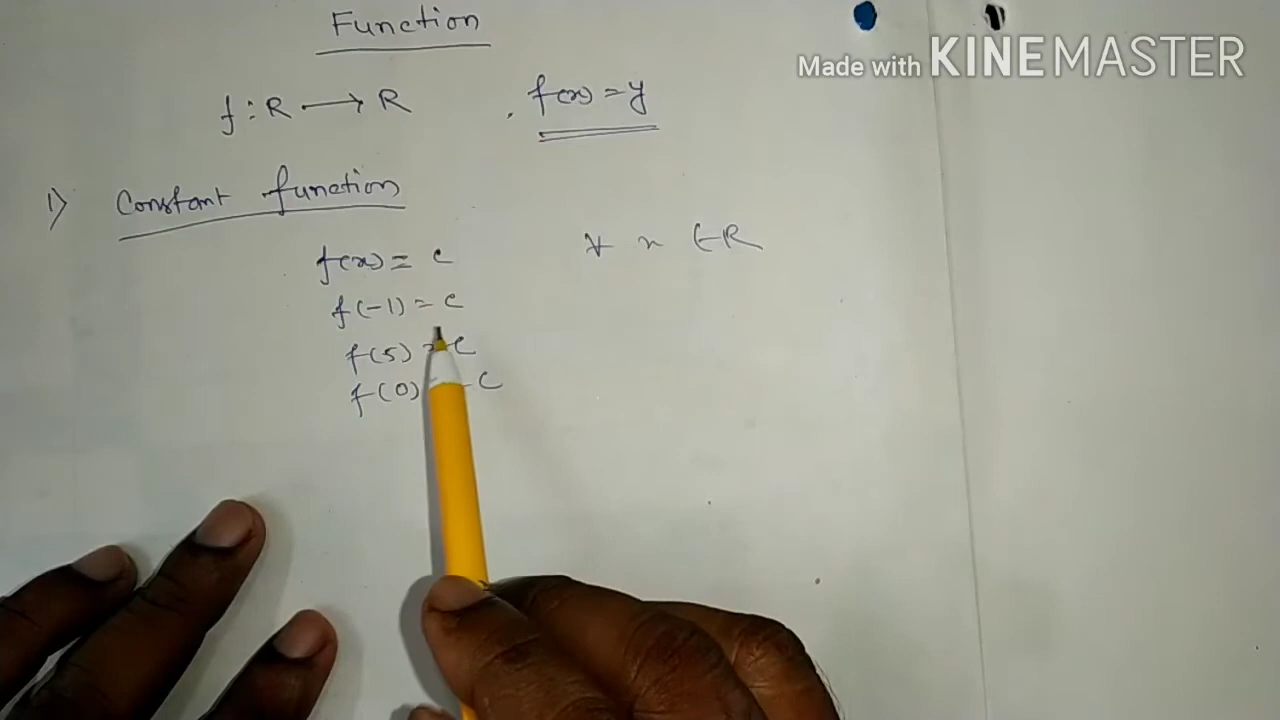 Function
Made with KINEMASTER
f : R ⟶ R , f(x) = y
1) Constant function
f(x) = c ∀ x ∈ R
f(-1) = c
f(5) = c
f(0) = c